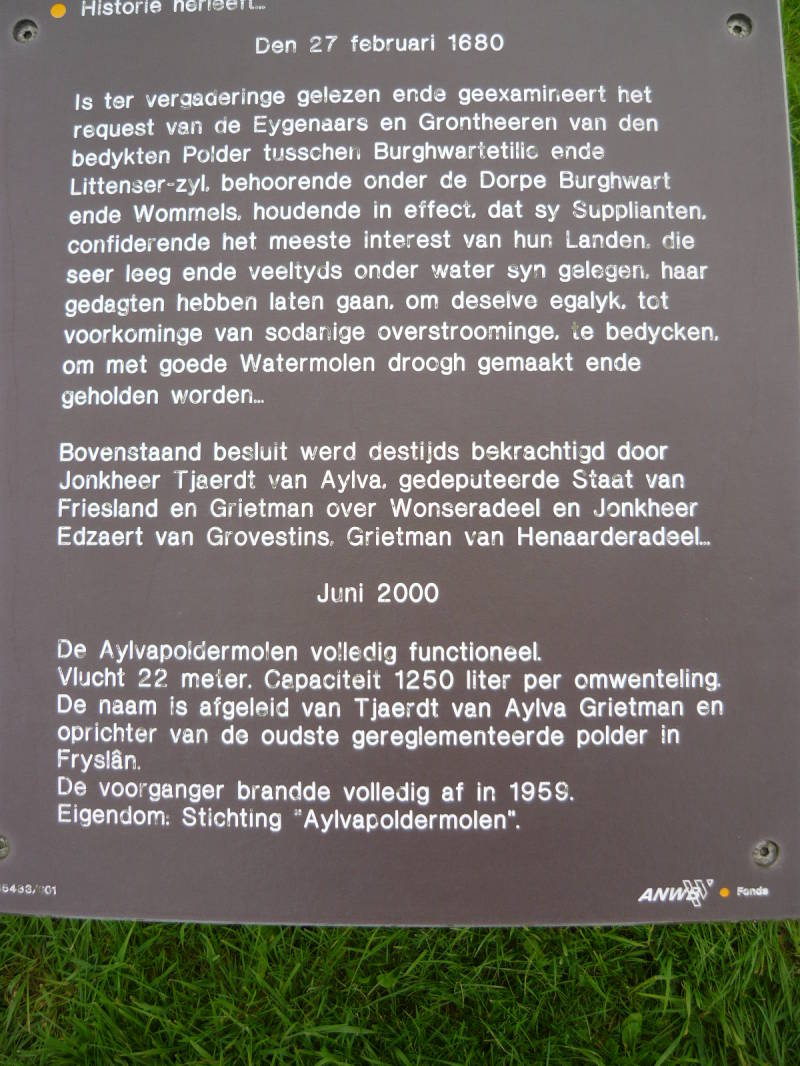 Historie herleeft...
Den 27 februari 1680
Is ter vergaderinge gelezen ende geexamineert het
request van de Eygenaars en Grontheeren van den
bedykten Polder tusschen Burghwartetille ende
Littenser-zyl, behoorende onder de Dorpe Burghwart
ende Wommels, houdende in effect, dat sy Supplianten,
confiderende het meeste interest van hun Landen, die
seer leeg ende veeltyds onder water syn gelegen, haar
gedagten hebben laten gaan, om deselve egalyk, tot
voorkominge van sodanige overstroominge, te bedycken,
om met goede Watermolen droogh gemaakt ende
geholden worden...
Bovenstaand besluit werd destijds bekrachtigd door
Jonkheer Tjaerdt van Aylva, gedeputeerde Staat van
Friesland en Grietman over Wonseradeel en Jonkheer
Edzaert van Grovestins, Grietman van Henaarderadeel...
Juni 2000
De Aylvapoldermolen volledig functioneel.
Vlucht 22 meter. Capaciteit 1250 liter per omwenteling.
De naam is afgeleid van Tjaerdt van Aylva Grietman en
oprichter van de oudste gereglementeerde polder in
Fryslân.
De voorganger brandde volledig af in 1959.
Eigendom: Stichting "Aylvapoldermolen".
ANWB Fonds